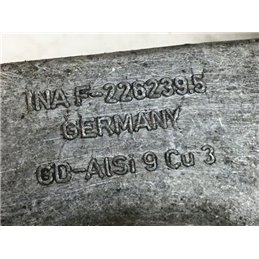 INA F-226239.5
GERMANY
GD-AlSi 9 Cu 3